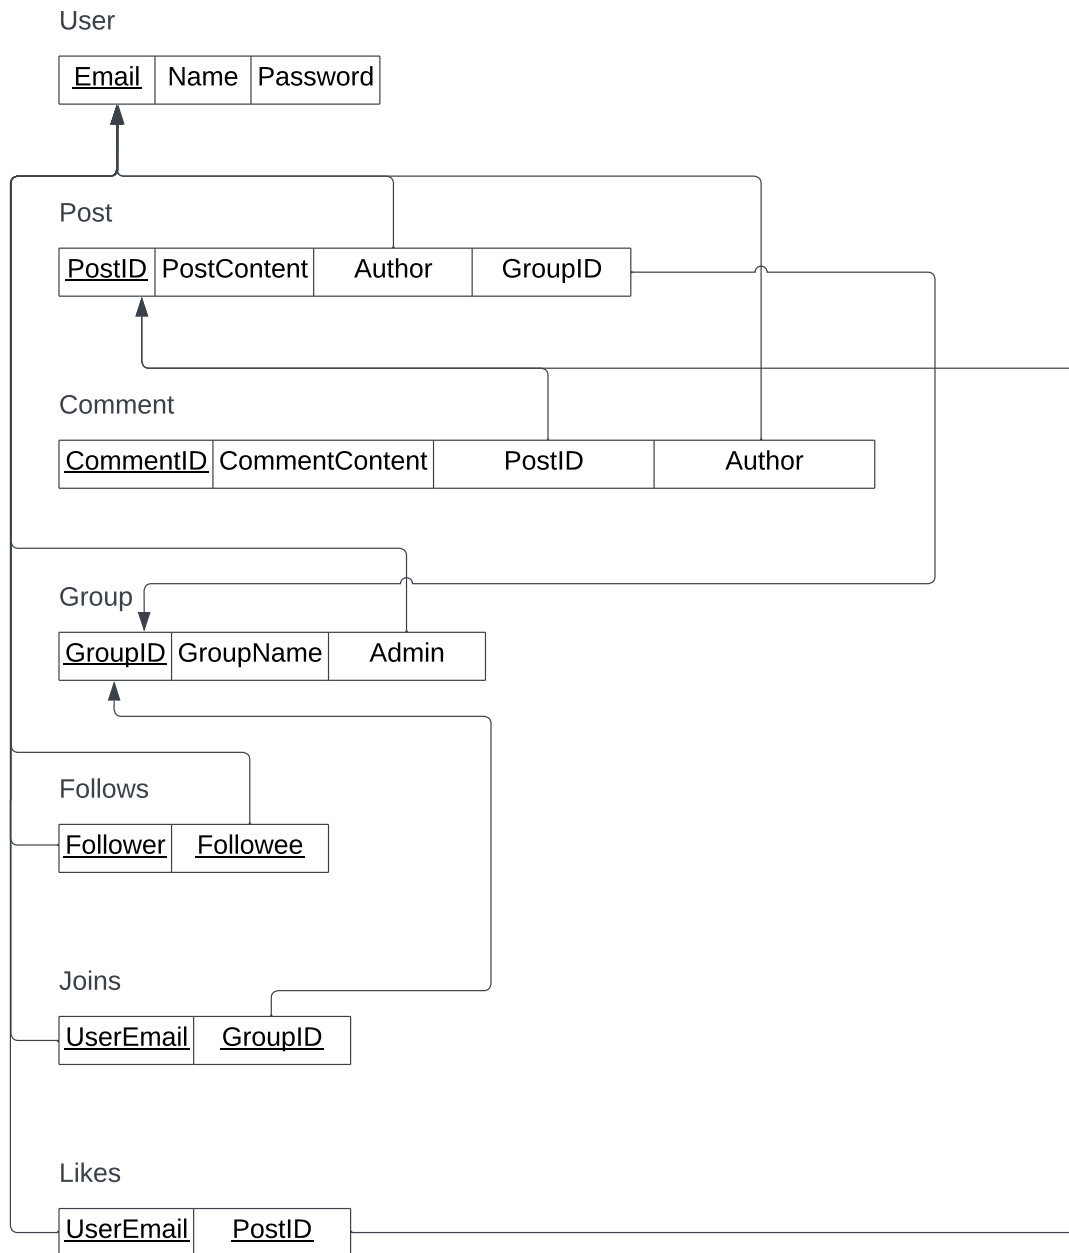 User
Email Name Password
Post
PostID PostContent Author GroupID
Comment
CommentID CommentContent PostID Author
Group
GroupID GroupName Admin
Follows
Follower Followee
Joins
UserEmail GroupID
Likes
UserEmail PostID